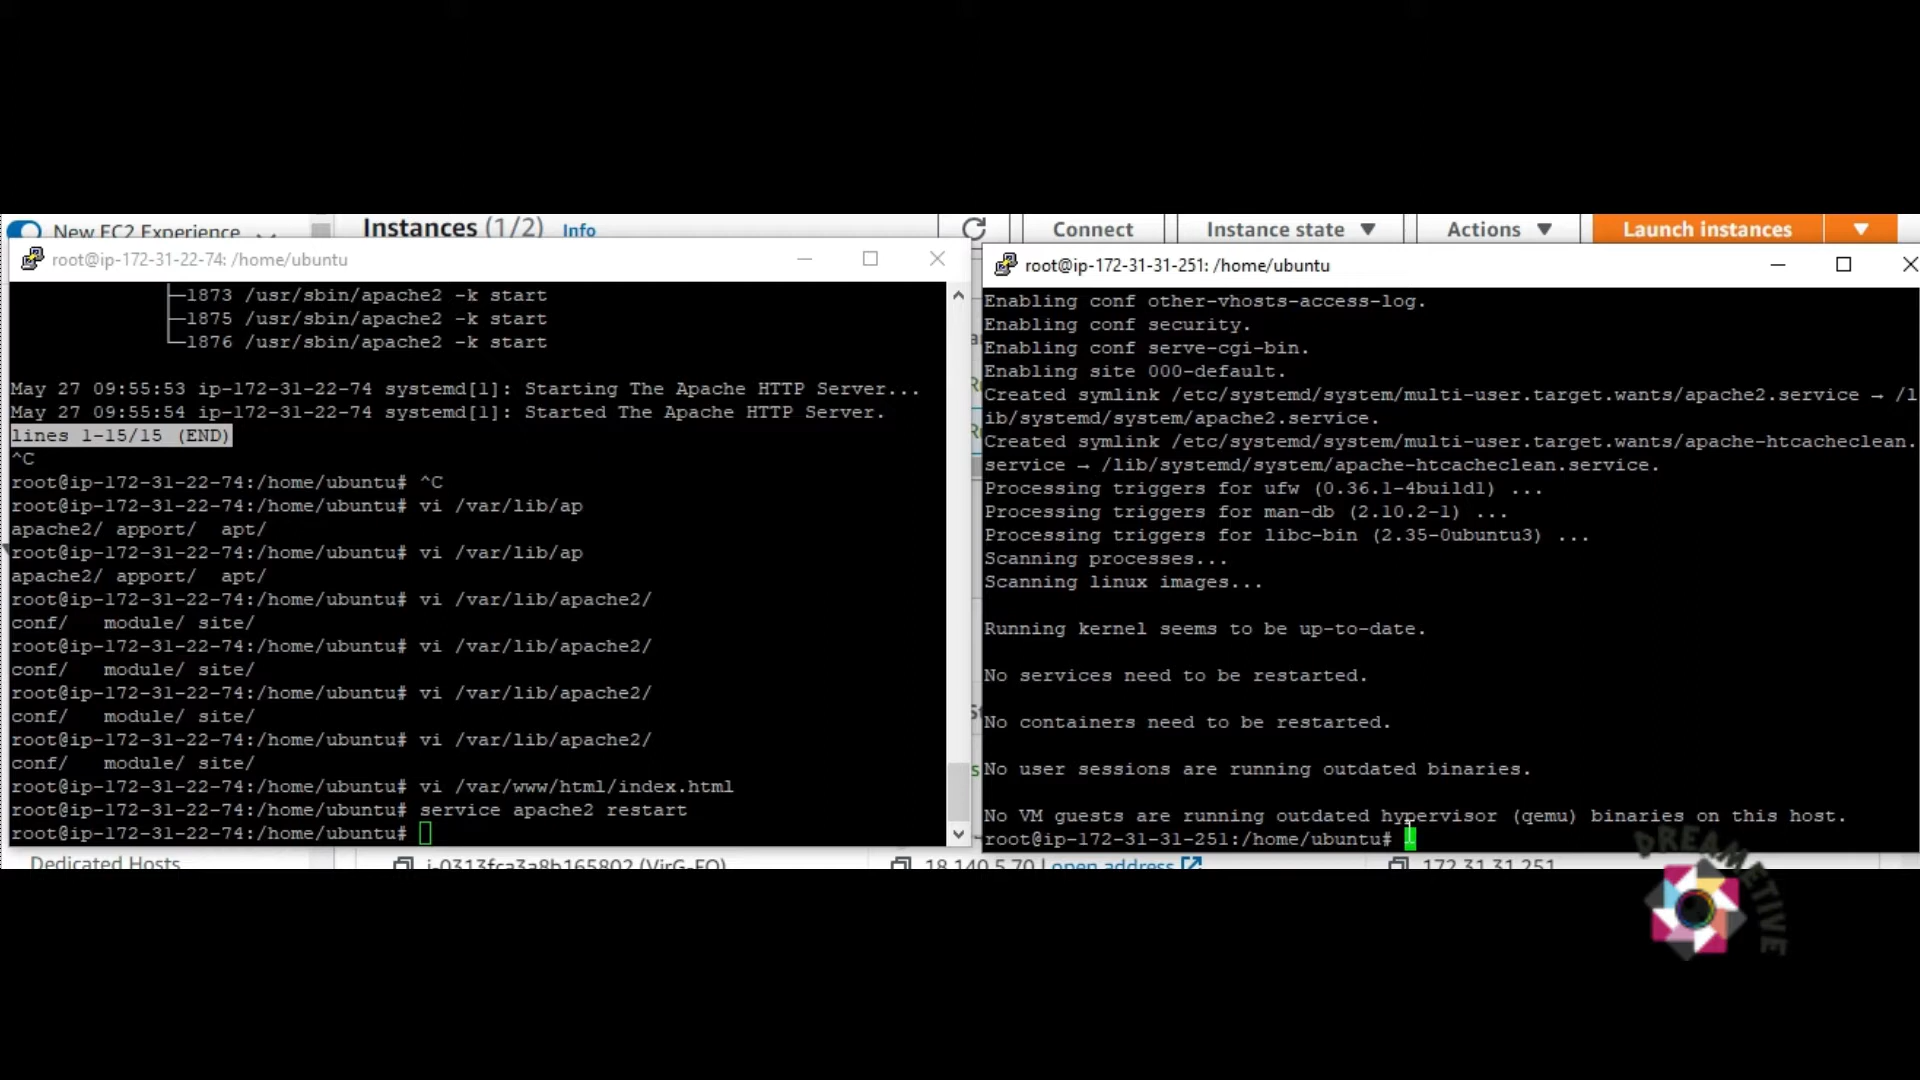 New EC2 Experience
Instances (1/2) Info
Connect
Instance state
Actions
Launch instances
root@ip-172-31-22-74: /home/ubuntu
├─1873 /usr/sbin/apache2 -k start
├─1875 /usr/sbin/apache2 -k start
└─1876 /usr/sbin/apache2 -k start
May 27 09:55:53 ip-172-31-22-74 systemd[1]: Starting The Apache HTTP Server...
May 27 09:55:54 ip-172-31-22-74 systemd[1]: Started The Apache HTTP Server.
lines 1-15/15 (END)
^C
root@ip-172-31-22-74:/home/ubuntu# ^C
root@ip-172-31-22-74:/home/ubuntu# vi /var/lib/ap
apache2/ apport/  apt/
root@ip-172-31-22-74:/home/ubuntu# vi /var/lib/ap
apache2/ apport/  apt/
root@ip-172-31-22-74:/home/ubuntu# vi /var/lib/apache2/
conf/   module/ site/
root@ip-172-31-22-74:/home/ubuntu# vi /var/lib/apache2/
conf/   module/ site/
root@ip-172-31-22-74:/home/ubuntu# vi /var/lib/apache2/
conf/   module/ site/
root@ip-172-31-22-74:/home/ubuntu# vi /var/lib/apache2/
conf/   module/ site/
root@ip-172-31-22-74:/home/ubuntu# vi /var/www/html/index.html
root@ip-172-31-22-74:/home/ubuntu# service apache2 restart
root@ip-172-31-22-74:/home/ubuntu#
root@ip-172-31-31-251: /home/ubuntu
Enabling conf other-vhosts-access-log.
Enabling conf security.
Enabling conf serve-cgi-bin.
Enabling site 000-default.
Created symlink /etc/systemd/system/multi-user.target.wants/apache2.service → /l
ib/systemd/system/apache2.service.
Created symlink /etc/systemd/system/multi-user.target.wants/apache-htcacheclean.
service → /lib/systemd/system/apache-htcacheclean.service.
Processing triggers for ufw (0.36.1-4build1) ...
Processing triggers for man-db (2.10.2-1) ...
Processing triggers for libc-bin (2.35-0ubuntu3) ...
Scanning processes...
Scanning linux images...
Running kernel seems to be up-to-date.
No services need to be restarted.
No containers need to be restarted.
No user sessions are running outdated binaries.
No VM guests are running outdated hypervisor (qemu) binaries on this host.
root@ip-172-31-31-251:/home/ubuntu#
Dedicated Hosts
i-0313fca3a8b165802 (VirG-EO)
18.140.5.70 | open address
172.31.31.251
DREAMETIVE